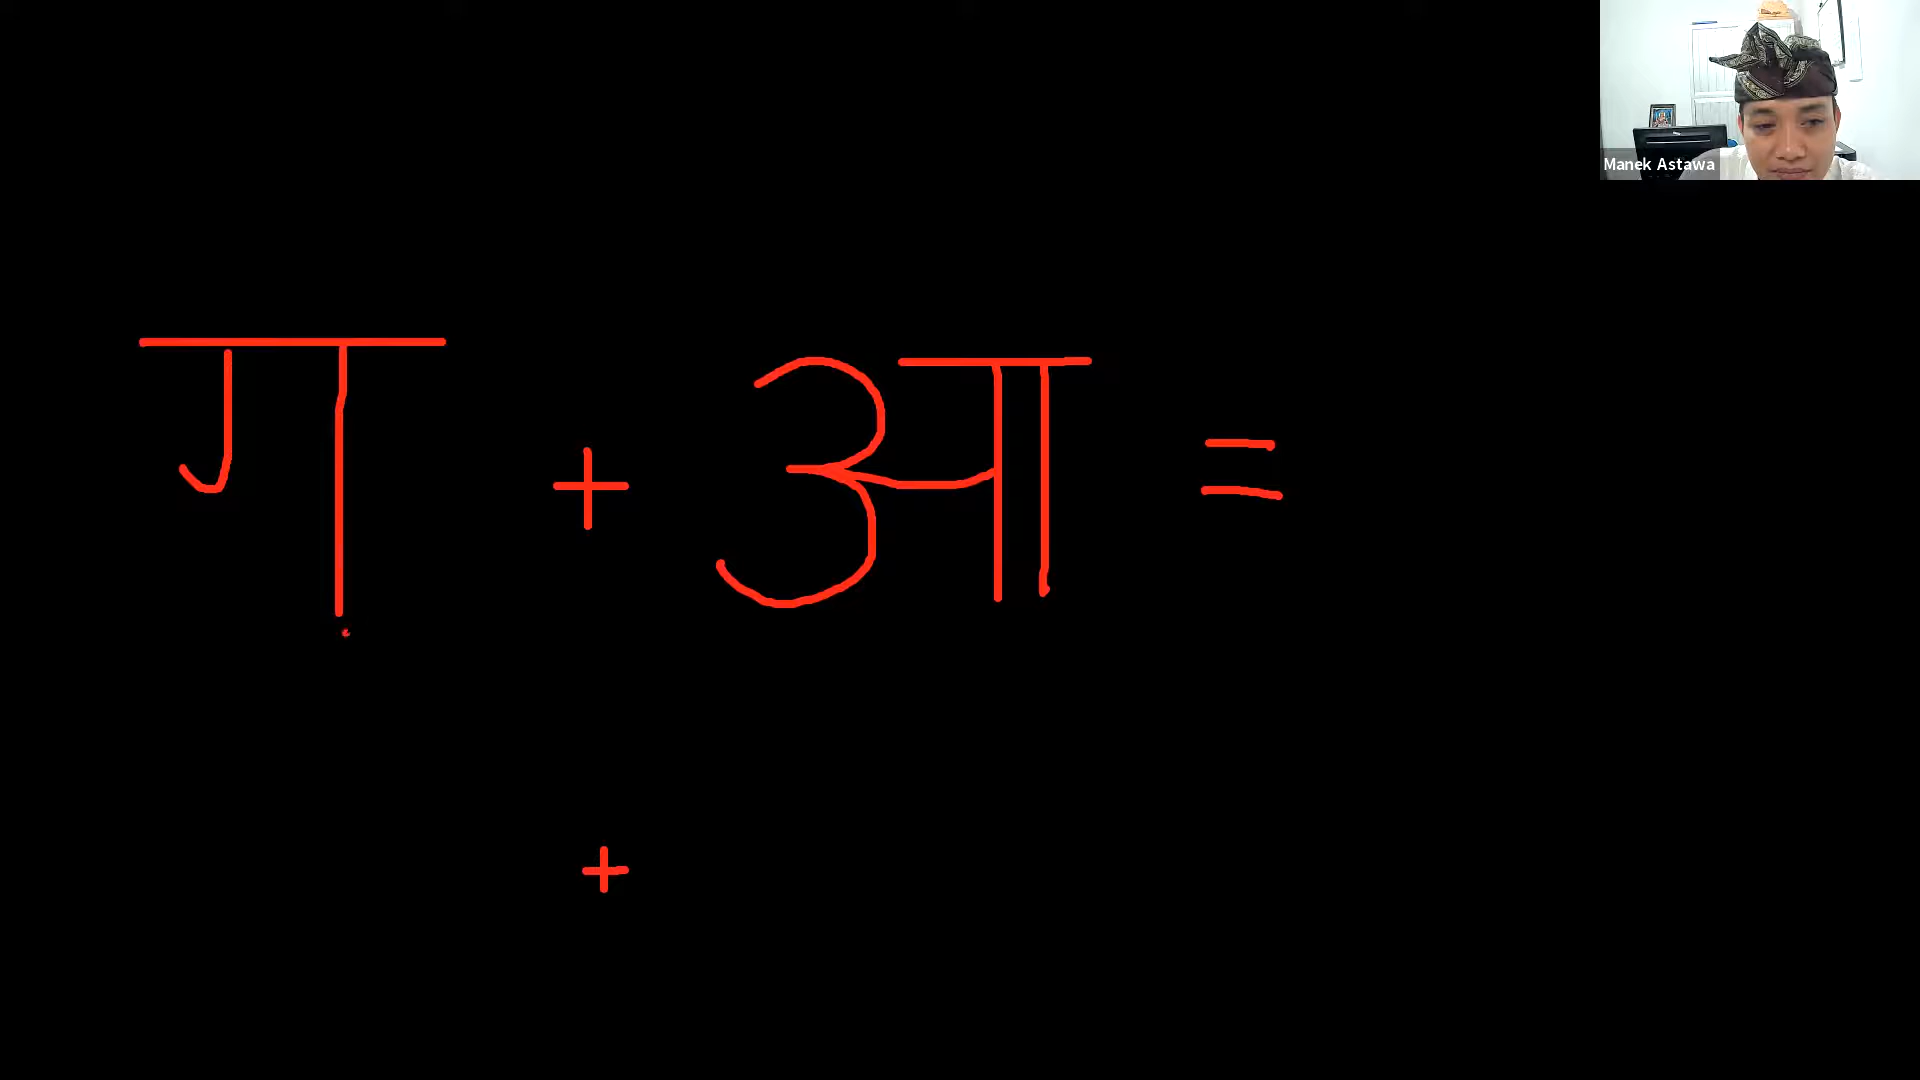 Manek Astawa
ग + आ =
+